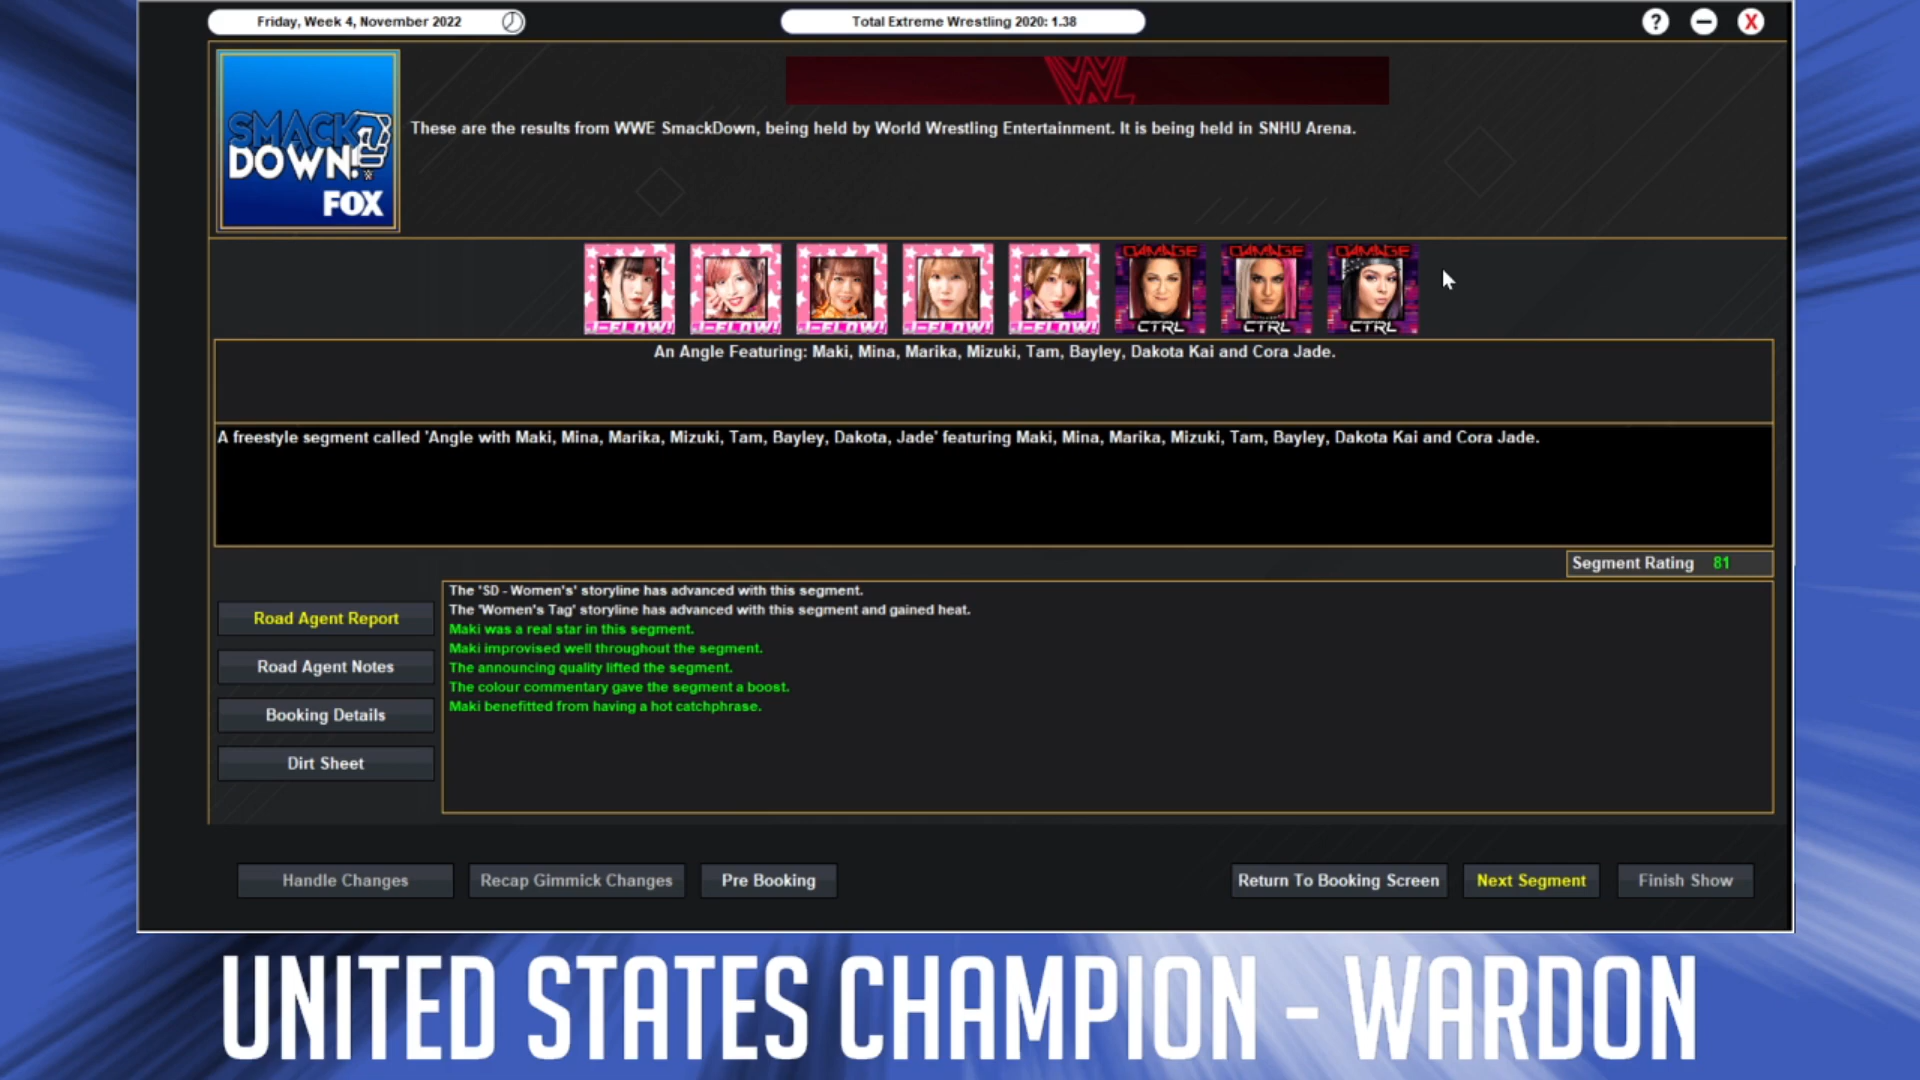 Friday, Week 4, November 2022
Total Extreme Wrestling 2020: 1.38
?
X
SMACK
DOWN!
FOX
These are the results from WWE SmackDown, being held by World Wrestling Entertainment. It is being held in SNHU Arena.
J-FLOW! J-FLOW! J-FLOW! J-FLOW! J-FLOW! DAMAGE CTRL DAMAGE CTRL DAMAGE CTRL
An Angle Featuring: Maki, Mina, Marika, Mizuki, Tam, Bayley, Dakota Kai and Cora Jade.
A freestyle segment called 'Angle with Maki, Mina, Marika, Mizuki, Tam, Bayley, Dakota, Jade' featuring Maki, Mina, Marika, Mizuki, Tam, Bayley, Dakota Kai and Cora Jade.
Segment Rating 81
Road Agent Report
Road Agent Notes
Booking Details
Dirt Sheet
The 'SD - Women's' storyline has advanced with this segment.
The 'Women's Tag' storyline has advanced with this segment and gained heat.
Maki was a real star in this segment.
Maki improvised well throughout the segment.
The announcing quality lifted the segment.
The colour commentary gave the segment a boost.
Maki benefitted from having a hot catchphrase.
Handle Changes
Recap Gimmick Changes
Pre Booking
Return To Booking Screen
Next Segment
Finish Show
UNITED STATES CHAMPION - WARDON